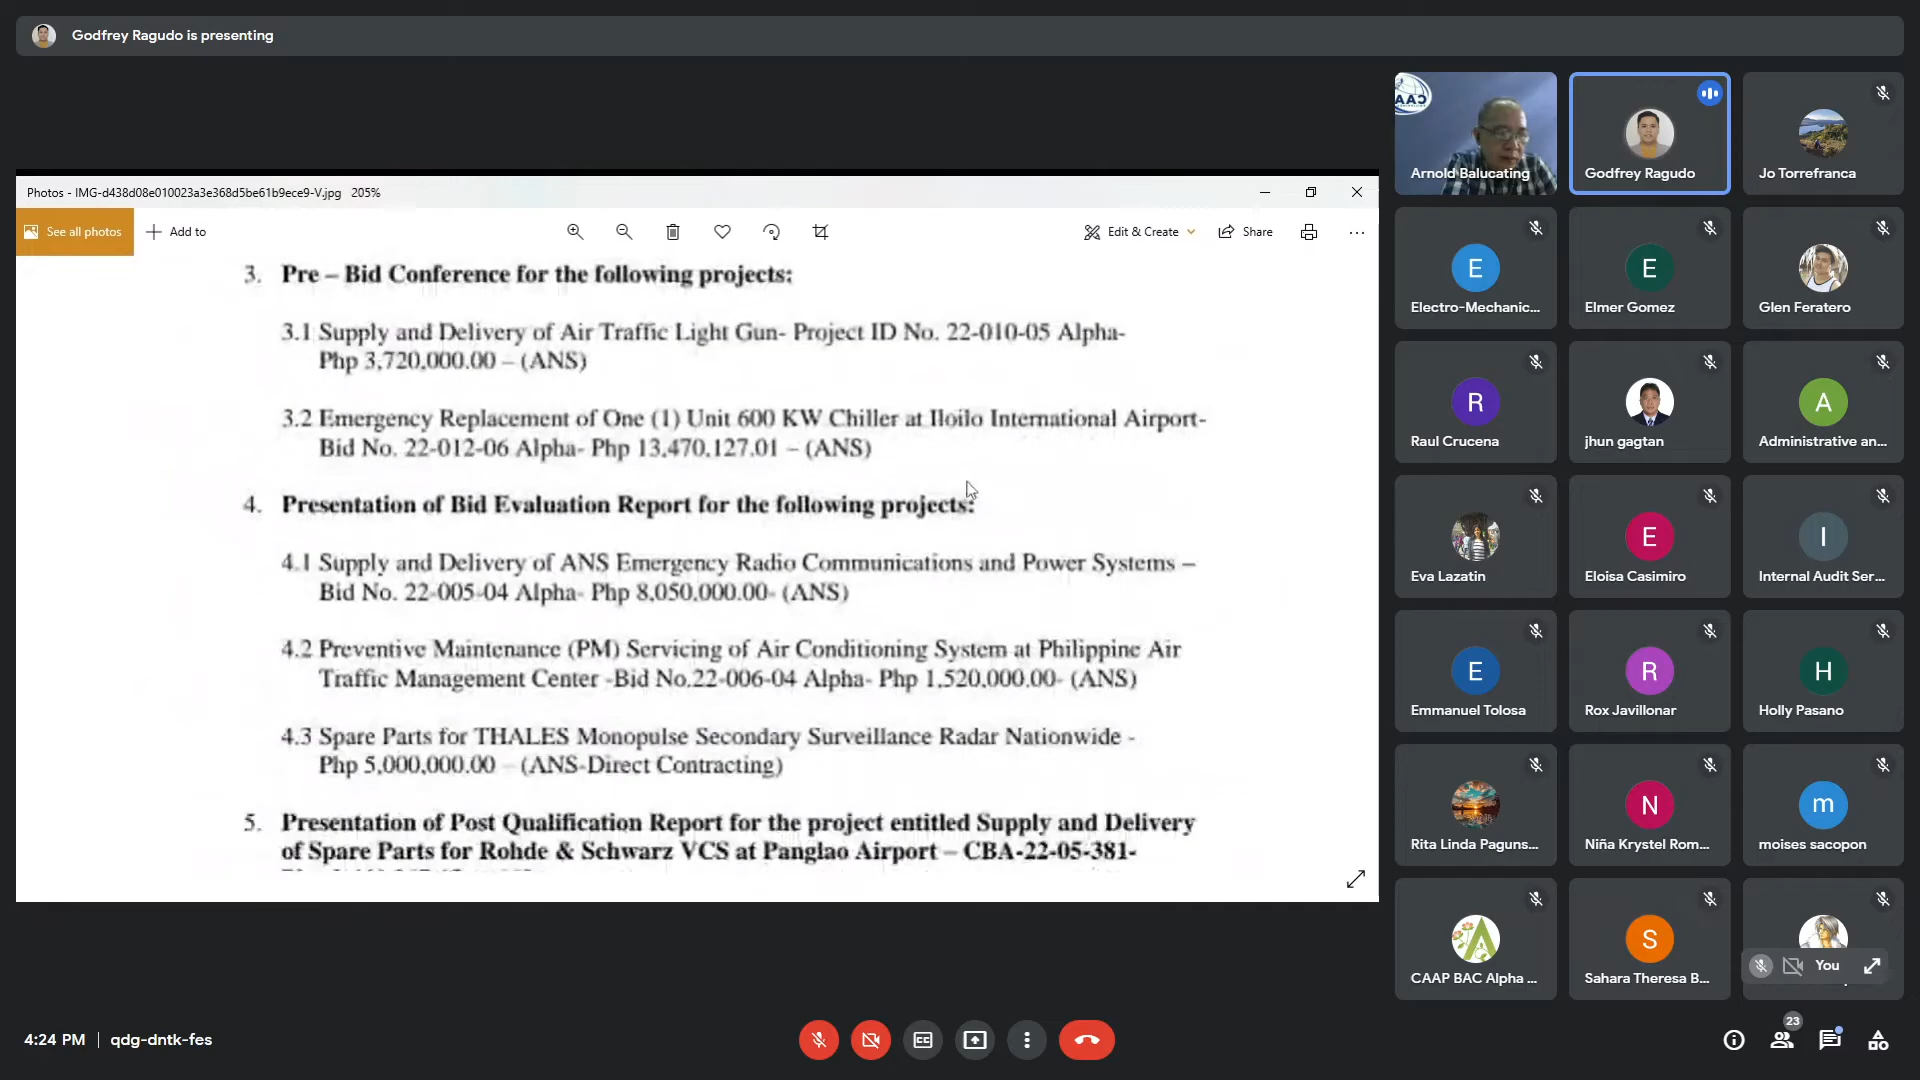 Godfrey Ragudo is presenting
Photos - IMG-d438d08e010023a3e368d5be61b9ece9-V.jpg 205%
See all photos
Add to
Edit & Create
Share
3. Pre – Bid Conference for the following projects:
3.1 Supply and Delivery of Air Traffic Light Gun- Project ID No. 22-010-05 Alpha-
Php 3,720,000.00 – (ANS)
3.2 Emergency Replacement of One (1) Unit 600 KW Chiller at Iloilo International Airport-
Bid No. 22-012-06 Alpha- Php 13,470,127.01 – (ANS)
4. Presentation of Bid Evaluation Report for the following projects:
4.1 Supply and Delivery of ANS Emergency Radio Communications and Power Systems –
Bid No. 22-005-04 Alpha- Php 8,050,000.00- (ANS)
4.2 Preventive Maintenance (PM) Servicing of Air Conditioning System at Philippine Air
Traffic Management Center -Bid No.22-006-04 Alpha- Php 1,520,000.00- (ANS)
4.3 Spare Parts for THALES Monopulse Secondary Surveillance Radar Nationwide -
Php 5,000,000.00 – (ANS-Direct Contracting)
5. Presentation of Post Qualification Report for the project entitled Supply and Delivery
of Spare Parts for Rohde & Schwarz VCS at Panglao Airport – CBA-22-05-381-
Arnold Balucating
Godfrey Ragudo
Jo Torrefranca
E
Electro-Mechanic...
E
Elmer Gomez
Glen Feratero
R
Raul Crucena
jhun gagtan
A
Administrative an...
Eva Lazatin
E
Eloisa Casimiro
I
Internal Audit Ser...
E
Emmanuel Tolosa
R
Rox Javillonar
H
Holly Pasano
Rita Linda Paguns...
N
Niña Krystel Rom...
m
moises sacopon
CAAP BAC Alpha ...
S
Sahara Theresa B...
You
4:24 PM | qdg-dntk-fes
23